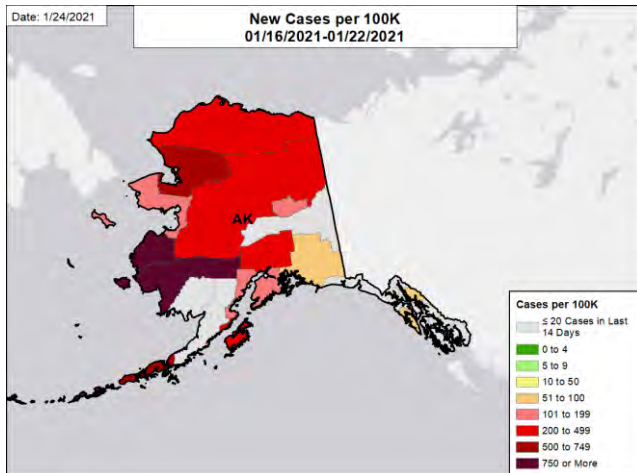 Date: 1/24/2021
New Cases per 100K
01/16/2021-01/22/2021
AK
Cases per 100K
≤ 20 Cases in Last
14 Days
0 to 4
5 to 9
10 to 50
51 to 100
101 to 199
200 to 499
500 to 749
750 or More